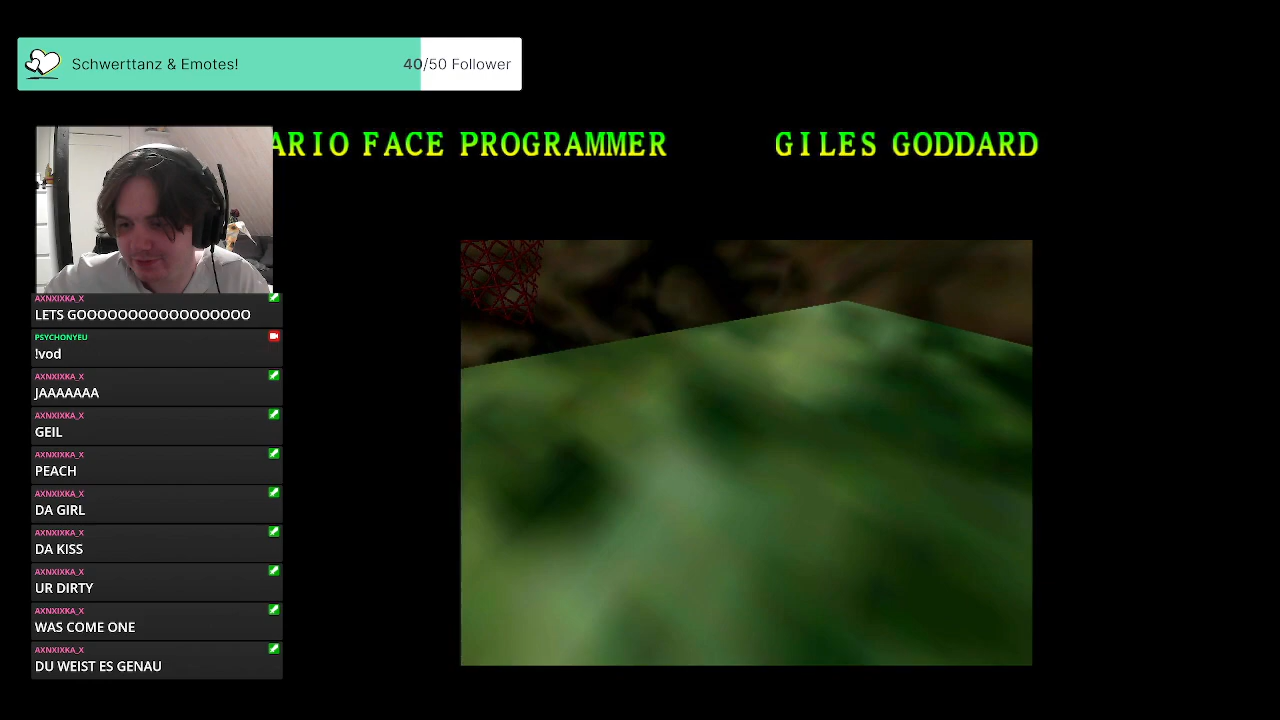 Schwerttanz & Emotes!
40/50 Follower
ARIO FACE PROGRAMMER GILES GODDARD
AXNXIXKA_X
LETS GOOOOOOOOOOOOOOOOO
PSYCHONYEU
!vod
AXNXIXKA_X
JAAAAAAA
AXNXIXKA_X
GEIL
AXNXIXKA_X
PEACH
AXNXIXKA_X
DA GIRL
AXNXIXKA_X
DA KISS
AXNXIXKA_X
UR DIRTY
AXNXIXKA_X
WAS COME ONE
AXNXIXKA_X
DU WEIST ES GENAU